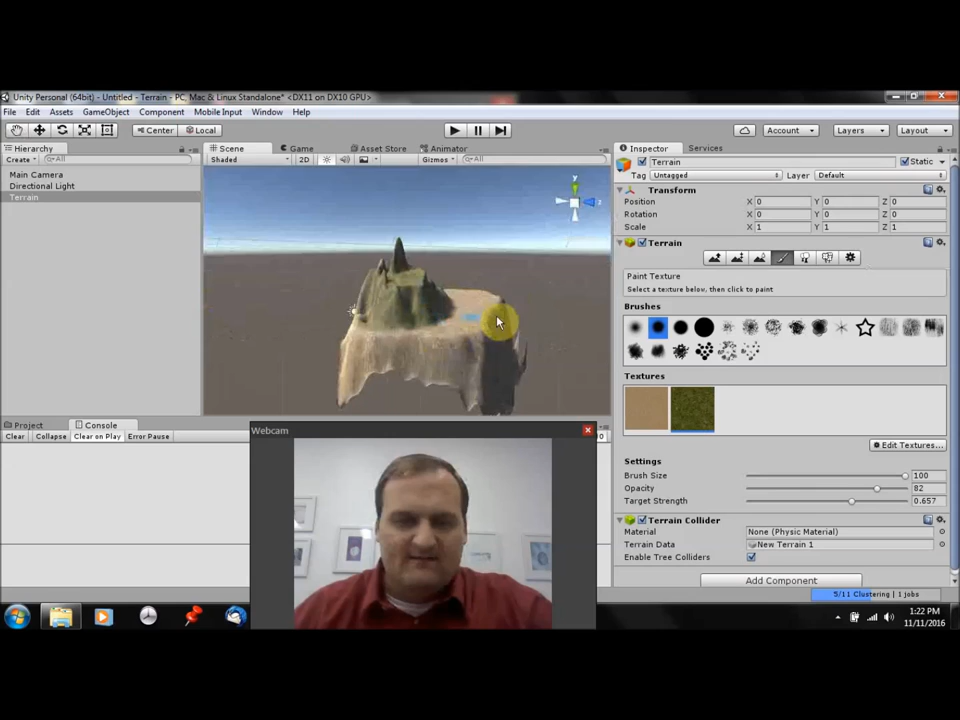 Unity Personal (64bit) - Untitled - Terrain - PC, Mac & Linux Standalone* <DX11 on DX10 GPU>
File Edit Assets GameObject Component Mobile Input Window Help
Center Local Account Layers Layout
Hierarchy Scene Game Asset Store Animator Inspector Services
Create All Shaded 2D Gizmos All Terrain Static
Main Camera Tag Untagged Layer Default
Directional Light
Terrain
Transform
Position X 0 Y 0 Z 0
Rotation X 0 Y 0 Z 0
Scale X 1 Y 1 Z 1
y
z
Terrain
Paint Texture
Select a texture below, then click to paint
Brushes
Textures
Edit Textures...
Project Console
Clear Collapse Clear on Play Error Pause
Webcam
Settings
Brush Size 100
Opacity 82
Target Strength 0.657
Terrain Collider
Material None (Physic Material)
Terrain Data New Terrain 1
Enable Tree Colliders
Add Component
5/11 Clustering | 1 jobs
1:22 PM
11/11/2016